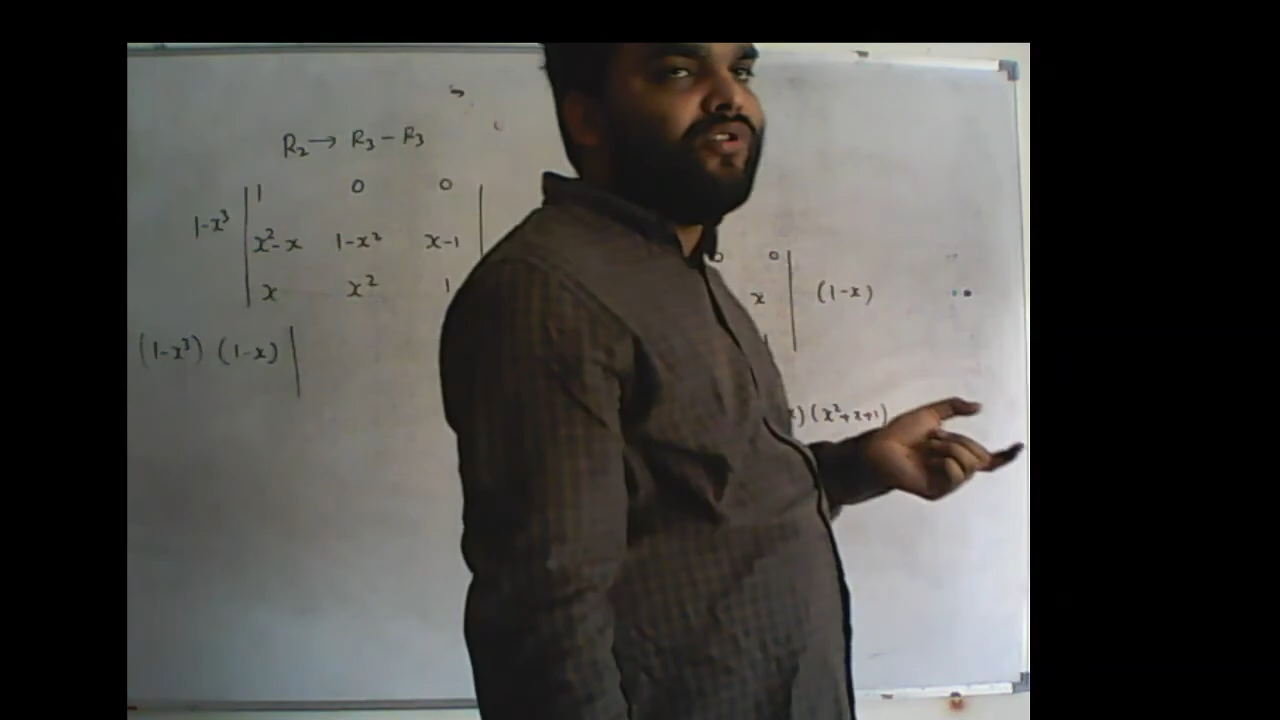 R₂ → R₃ − R₃
1 0 0
1-x³ x²-x 1-x² x-1
x x² 1
(1-x³) (1-x)
0 0
x (1-x)
x) (x²+x+1)